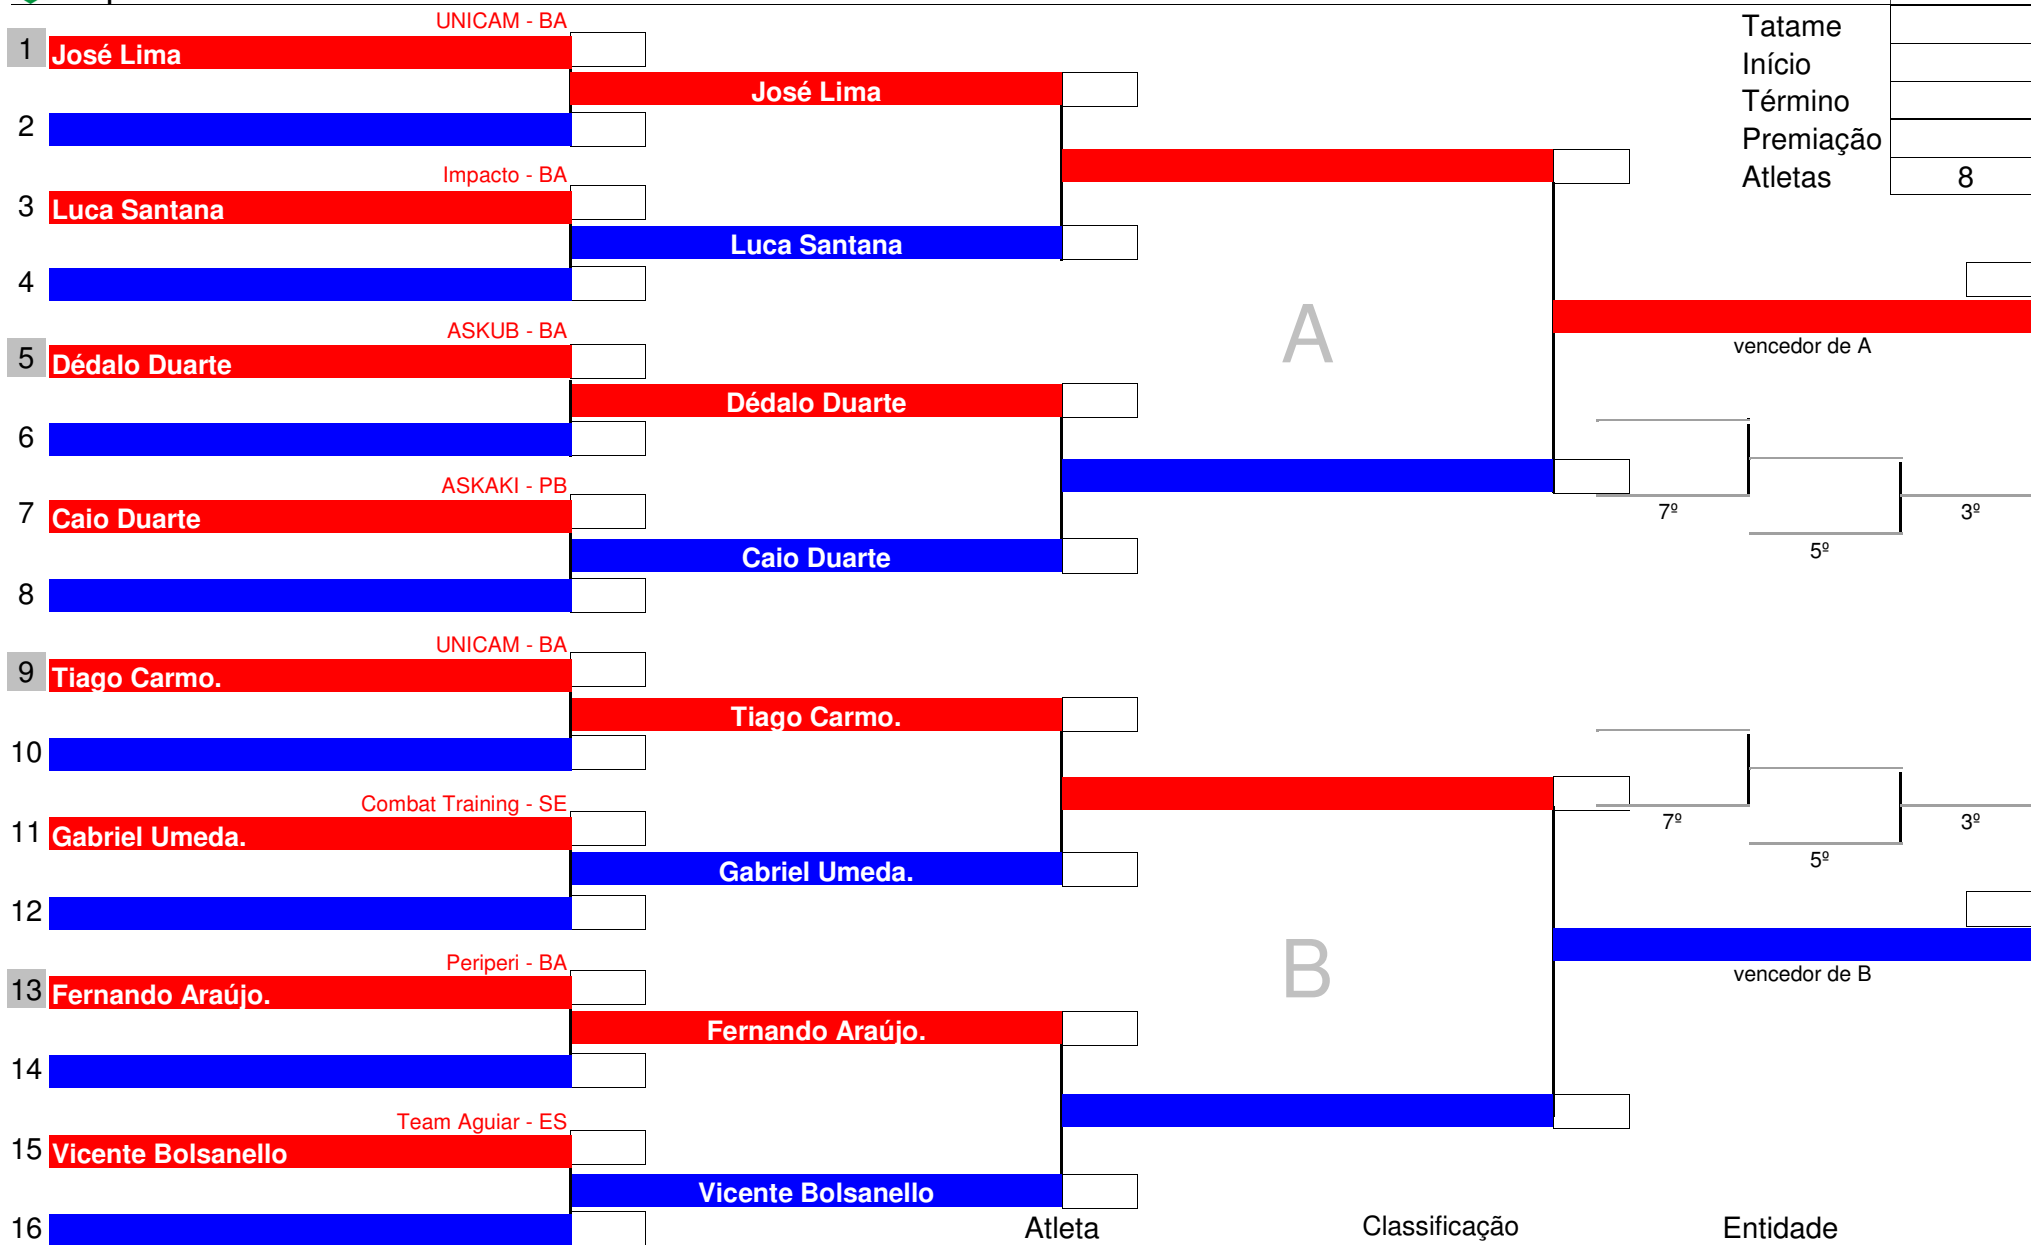 UNICAM - BA
Tatame
1 José Lima
Início
José Lima
Término
2
Premiação
Impacto - BA
Atletas 8
3 Luca Santana
Luca Santana
4
ASKUB - BA
A
vencedor de A
5 Dédalo Duarte
Dédalo Duarte
6
ASKAKI - PB
7 Caio Duarte
7º 3º
5º
Caio Duarte
8
UNICAM - BA
9 Tiago Carmo.
Tiago Carmo.
10
Combat Training - SE
7º 3º
11 Gabriel Umeda.
5º
Gabriel Umeda.
12
Periperi - BA
B
vencedor de B
13 Fernando Araújo.
Fernando Araújo.
14
Team Aguiar - ES
15 Vicente Bolsanello
Vicente Bolsanello
16
Atleta Classificação Entidade